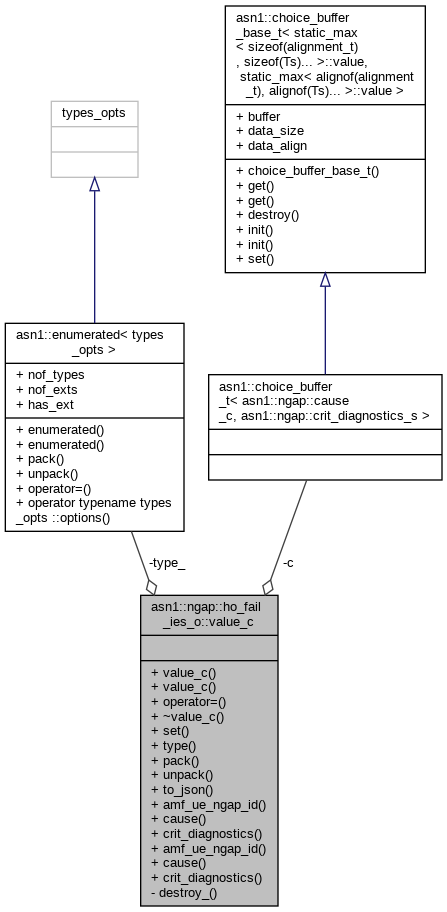 asn1::choice_buffer
_base_t< static_max
< sizeof(alignment_t)
, sizeof(Ts)... >::value,
static_max< alignof(alignment
_t), alignof(Ts)... >::value >
+ buffer
+ data_size
+ data_align
+ choice_buffer_base_t()
+ get()
+ get()
+ destroy()
+ init()
+ init()
+ set()
types_opts
asn1::enumerated< types
_opts >
+ nof_types
+ nof_exts
+ has_ext
+ enumerated()
+ enumerated()
+ pack()
+ unpack()
+ operator=()
+ operator typename types
_opts ::options()
asn1::choice_buffer
_t< asn1::ngap::cause
_c, asn1::ngap::crit_diagnostics_s >
-type_
-c
asn1::ngap::ho_fail
_ies_o::value_c
+ value_c()
+ value_c()
+ operator=()
+ ~value_c()
+ set()
+ type()
+ pack()
+ unpack()
+ to_json()
+ amf_ue_ngap_id()
+ cause()
+ crit_diagnostics()
+ amf_ue_ngap_id()
+ cause()
+ crit_diagnostics()
- destroy_()